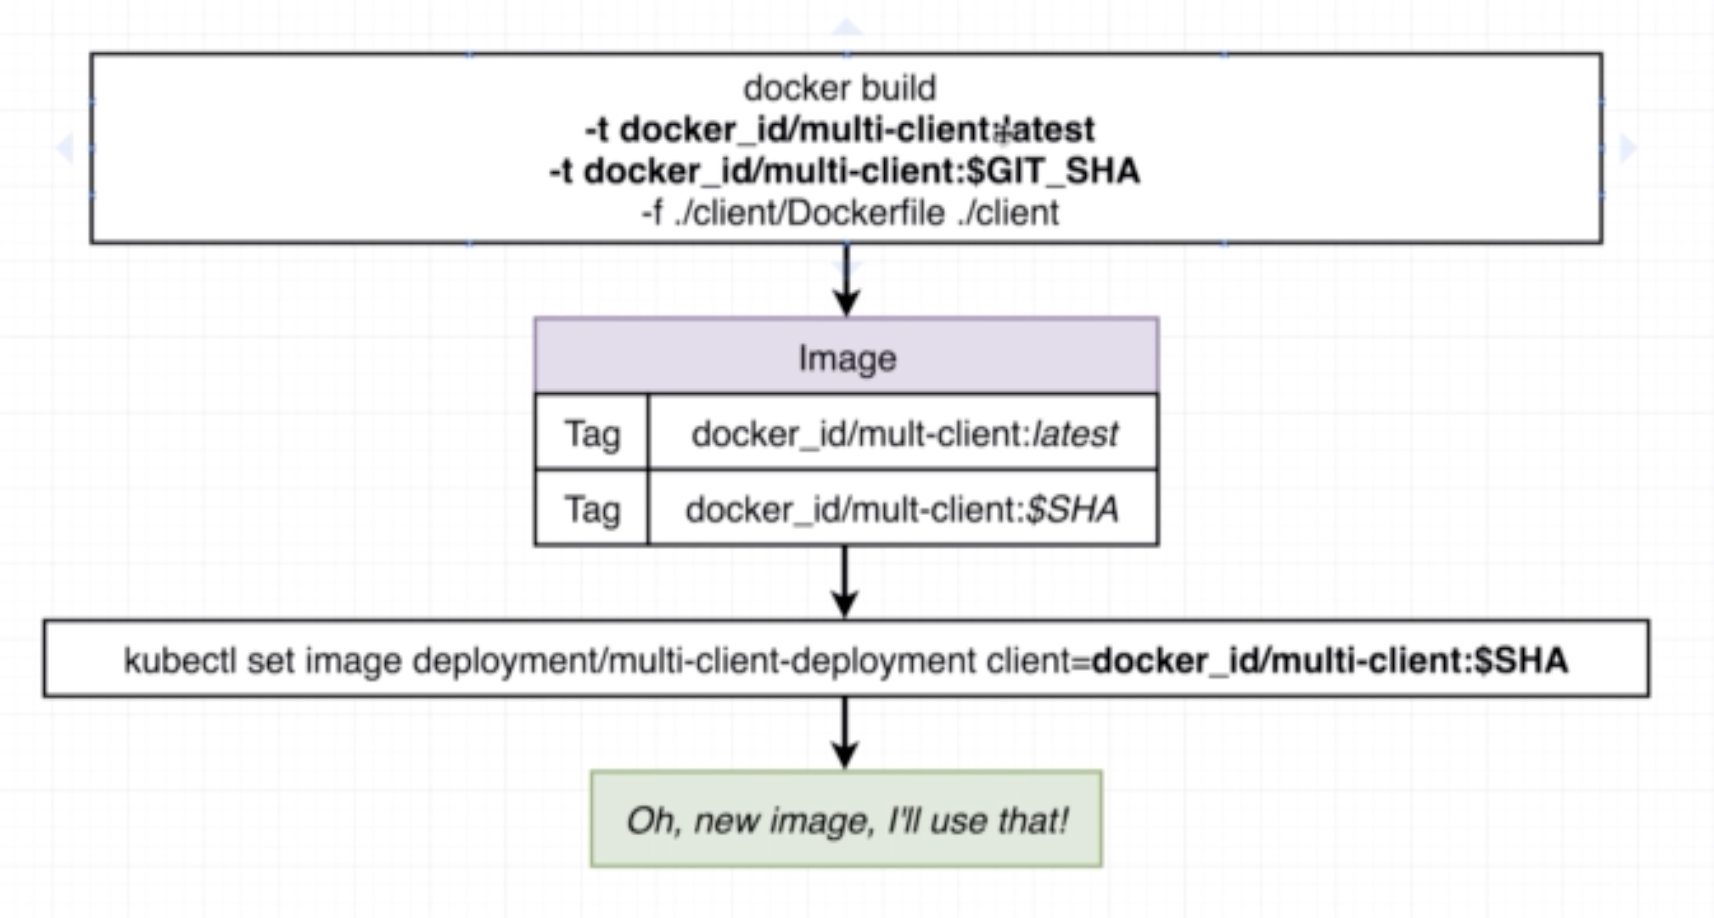 docker build
-t docker_id/multi-client:latest
-t docker_id/multi-client:$GIT_SHA
-f ./client/Dockerfile ./client
Image
Tag docker_id/mult-client:latest
Tag docker_id/mult-client:$SHA
kubectl set image deployment/multi-client-deployment client=docker_id/multi-client:$SHA
Oh, new image, I'll use that!